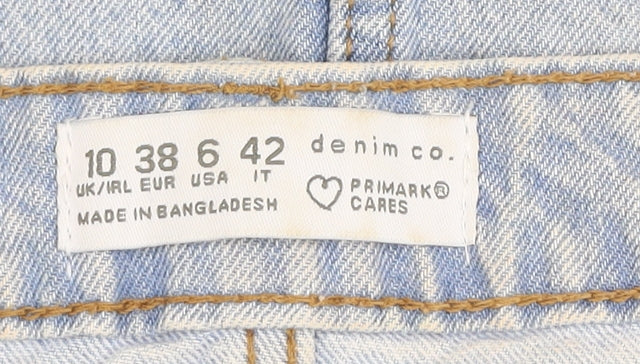 10 38 6 42
UK/IRL EUR USA IT
MADE IN BANGLADESH
denim co.
PRIMARK®
CARES